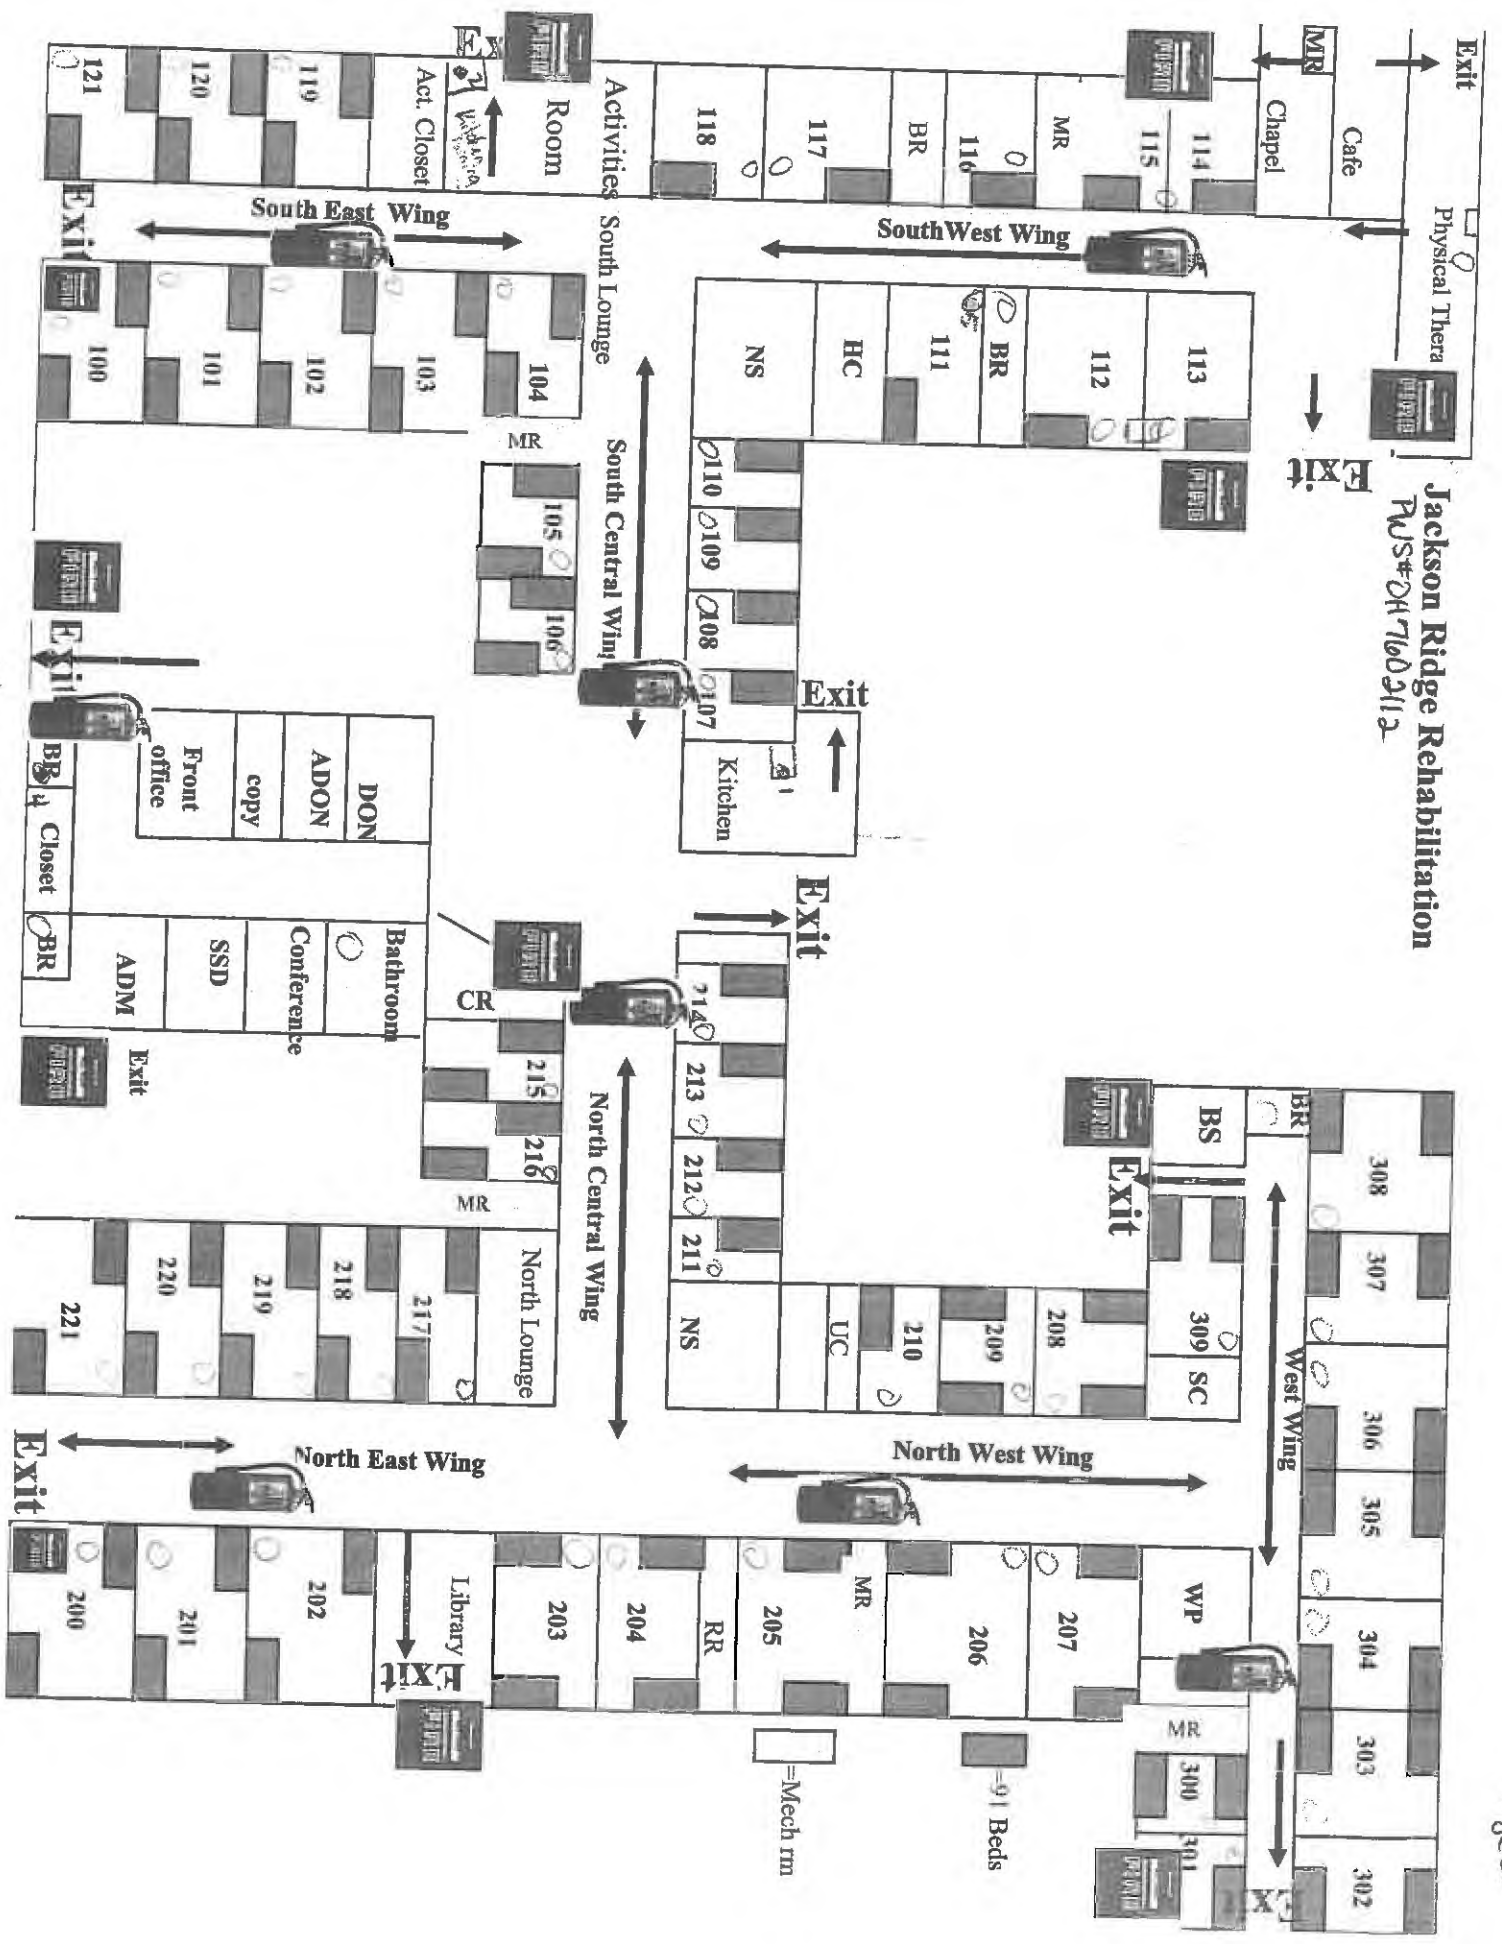 Jackson Ridge Rehabilitation
PWS#OH7602112
Exit
MR
Cafe
Chapel
Physical Thera
Exit
114
115
MR
116
BR
117
118
Activities
Room
Act. Closet
119
120
121
SouthWest Wing
South East Wing
South Lounge
Exit
113
112
BR
111
HC
NS
104
103
102
101
100
MR
105
106
South Central Wing
110
109
108
107
Exit
Kitchen
Exit
Exit
BR
Closet
BR
Front
office
copy
ADON
DON
ADM
SSD
Conference
Bathroom
CR
Exit
214
213
212
211
215
216
MR
North Central Wing
NS
UC
210
209
208
North Lounge
217
218
219
220
221
BS
BR
Exit
309
SC
308
307
306
305
304
303
302
West Wing
North West Wing
North East Wing
Exit
200
201
202
Library
Exit
203
204
RR
205
MR
206
207
WP
MR
300
301
=Mech rm
=91 Beds